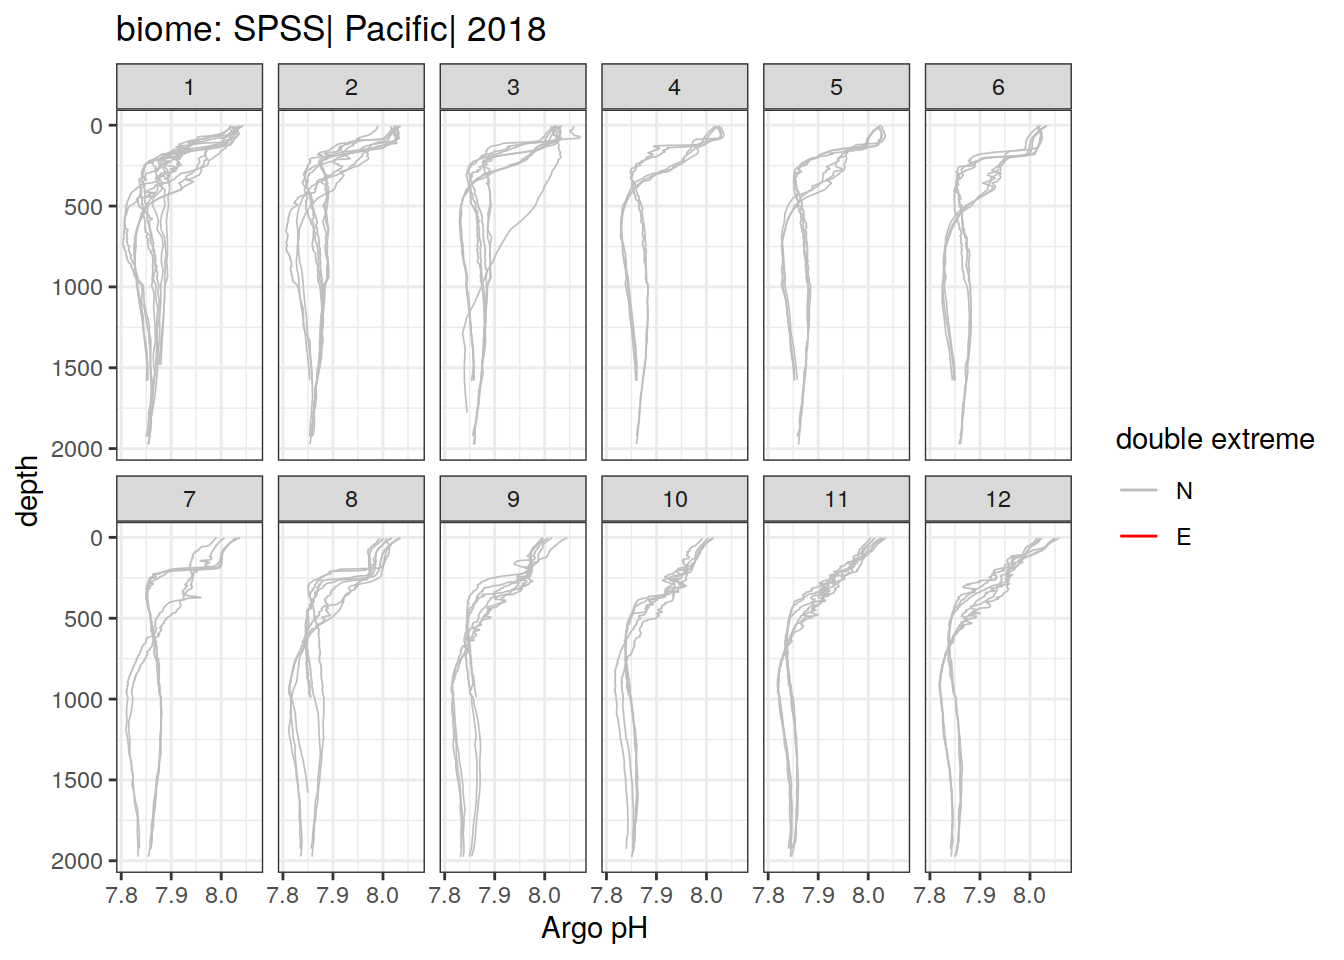 biome: SPSS| Pacific| 2018
1 2 3 4 5 6
0
500
1000
1500
2000
7 8 9 10 11 12
0
500
1000
1500
2000
7.8 7.9 8.0 7.8 7.9 8.0 7.8 7.9 8.0 7.8 7.9 8.0 7.8 7.9 8.0 7.8 7.9 8.0
Argo pH
depth
double extreme
N
E